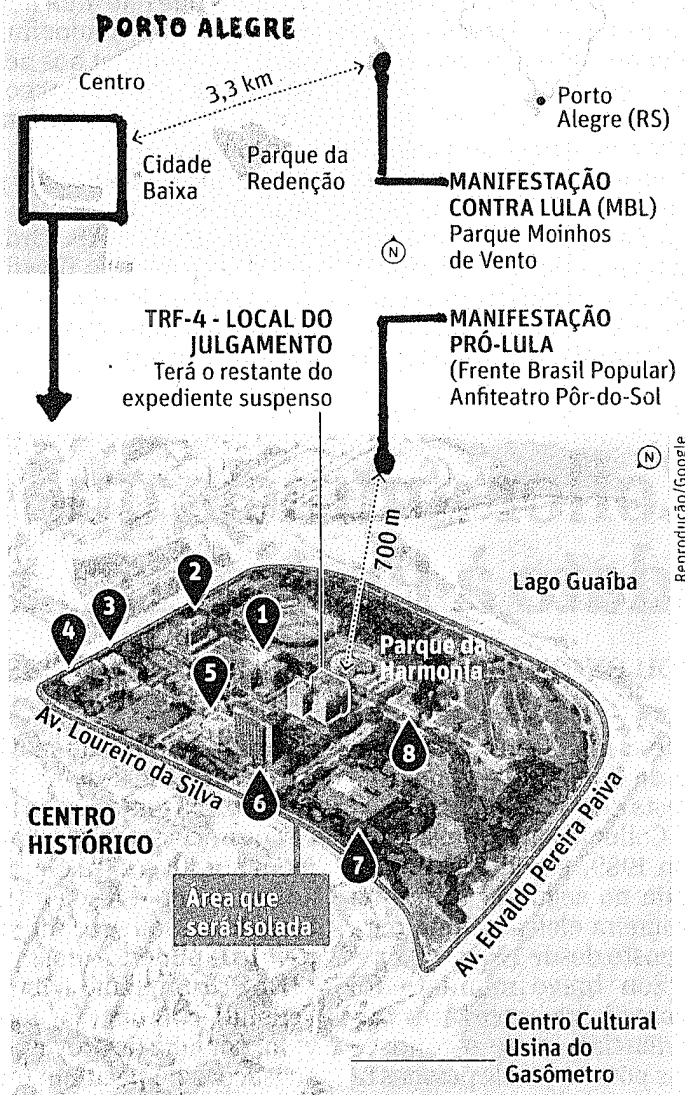 PORTO ALEGRE
Centro
3,3 km
Cidade
Baixa
Parque da
Redenção
Porto
Alegre (RS)
MANIFESTAÇÃO
CONTRA LULA (MBL)
Parque Moinhos
de Vento
N
TRF-4 - LOCAL DO
JULGAMENTO
Terá o restante do
expediente suspenso
MANIFESTAÇÃO
PRÓ-LULA
(Frente Brasil Popular)
Anfiteatro Pôr-do-Sol
N
Reprodução/Google
700 m
Lago Guaíba
2
3
1
4
5
Parque da
Harmonia
8
6
7
Av. Loureiro da Silva
CENTRO
HISTÓRICO
Área que
será isolada
Av. Edvaldo Pereira Paiva
Centro Cultural
Usina do
Gasômetro